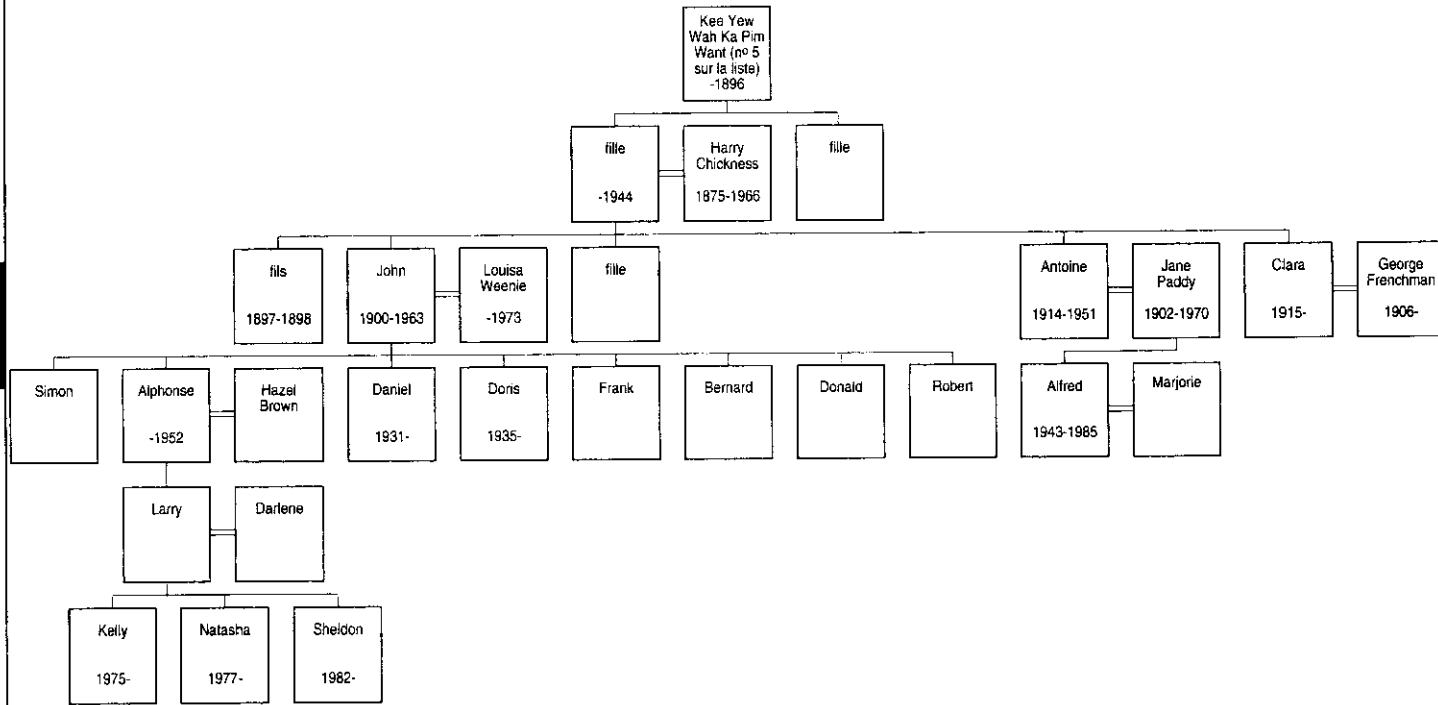 Kee Yew
Wah Ka Pim
Want (nº 5
sur la liste)
-1896
fille
-1944
Harry
Chickness
1875-1966
fille
fils
1897-1898
John
1900-1963
Louisa
Weenie
-1973
fille
Antoine
1914-1951
Jane
Paddy
1902-1970
Clara
1915-
George
Frenchman
1906-
Simon
Alphonse
-1952
Hazel
Brown
Daniel
1931-
Doris
1935-
Frank
Bernard
Donald
Robert
Alfred
1943-1985
Marjorie
Larry
Darlene
Kelly
1975-
Natasha
1977-
Sheldon
1982-